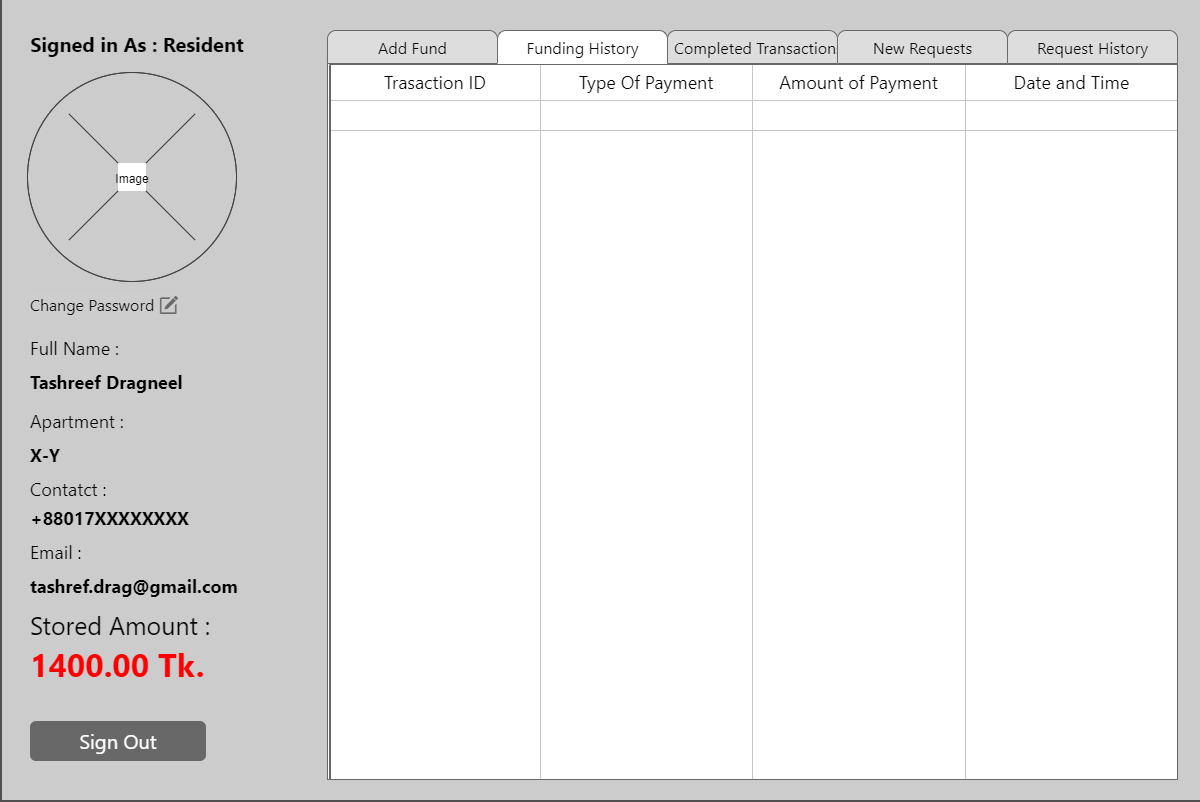 Signed in As : Resident
Image
Change Password
Full Name :
Tashreef Dragneel
Apartment :
X-Y
Contatct :
+88017XXXXXXXX
Email :
tashref.drag@gmail.com
Stored Amount :
1400.00 Tk.
Sign Out
Add Fund Funding History Completed Transaction New Requests Request History
Trasaction ID Type Of Payment Amount of Payment Date and Time